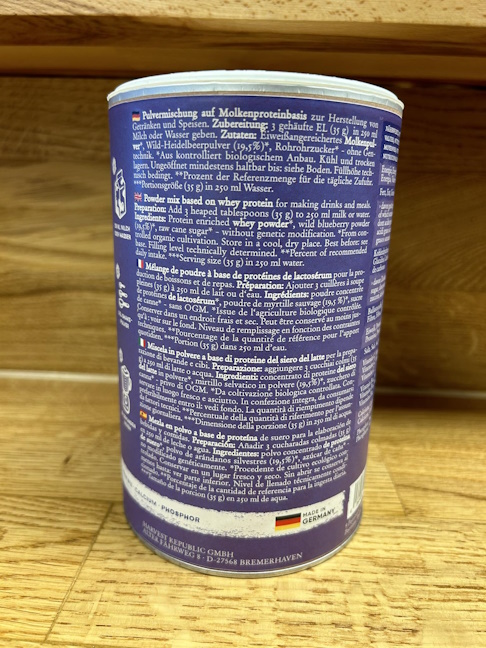 Pulvermischung auf Molkenproteinbasis zur Herstellung von
Getränken und Speisen. Zubereitung: 3 gehäufte EL (35 g) in 250 ml
Milch oder Wasser geben. Zutaten: Eiweißangereichertes Molkenpul-
ver*, Wild-Heidelbeerpulver (19,5%)*, Rohrohrzucker* - ohne Gen-
technik. *Aus kontrolliert biologischem Anbau. Kühl und trocken
lagern. Ungeöffnet mindestens haltbar bis: siehe Boden. Füllhöhe tech-
nisch bedingt. **Prozent der Referenzmenge für die tägliche Zufuhr.
***Portionsgröße (35 g) in 250 ml Wasser.
Powder mix based on whey protein for making drinks and meals.
Preparation: Add 3 heaped tablespoons (35 g) to 250 ml milk or water.
Ingredients: Protein enriched whey powder*, wild blueberry powder
(19,5%)*, raw cane sugar* - without genetic modification. *From con-
trolled organic cultivation. Store in a cool, dry place. Best before: see
base. Filling level technically determined. **Percent of recommended
daily intake. ***Serving size (35 g) in 250 ml water.
Mélange de poudre à base de protéines de lactosérum pour la pro-
duction de boissons et de repas. Préparation: Ajouter 3 cuillères à soupe
pleines (35 g) à 250 ml de lait ou d'eau. Ingrédients: poudre concentrée
de protéines de lactosérum*, poudre de myrtille sauvage (19,5 %)*, sucre
de canne* - sans OGM. *Issue de l'agriculture biologique contrôlée.
Conserver dans un endroit frais et sec. Peut être conservé au moins jus-
qu'à : voir sur le fond. Niveau de remplissage en fonction des contraintes
techniques. **Pourcentage de la quantité de référence pour l'apport
quotidien. ***Portion (35 g) dans 250 ml d'eau.
Miscela in polvere a base di proteine del siero del latte per la prepa-
razione di bevande e cibi. Preparazione: aggiungere 3 cucchiai colmi (35
g) a 250 ml di latte o acqua. Ingredienti: concentrato di proteine del siero
del latte in polvere*, mirtillo selvatico in polvere (19,5%)*, zucchero di
canna* - privo di OGM. *Da coltivazione biologica controllata. Con-
servare in luogo fresco e asciutto. In confezione integra, da consumarsi
preferibilmente entro il: vedi fondo. La quantità di riempimento dipende
da fattori tecnici. **Percentuale della quantità di riferimento per l'assun-
zione giornaliera. ***Dimensione della porzione (35 g) in 250 ml di acqua.
Mezcla en polvo a base de proteína de suero para la elaboración de
bebidas y comidas. Preparación: Añadir 3 cucharadas colmadas (35 g)
de leche o agua. Ingredientes: polvo concentrado de proteína
polvo de arándanos silvestres (19,5%)*, azúcar de caña*
modificado genéticamente. *Procedente de cultivo ecológico con-
Conservar en un lugar fresco y seco. Sin abrir se conserva
hasta: ver parte inferior. Nivel de llenado técnicamente condi-
Porcentaje de la cantidad de referencia para la ingesta diaria.
Tamaño de la porcion (35 g) en 250 ml de agua.
CALCIUM · PHOSPHOR
MADE IN
GERMANY
HARVEST REPUBLIC GMBH
ALTER FÄHRWEG 8 · D-27568 BREMERHAVEN